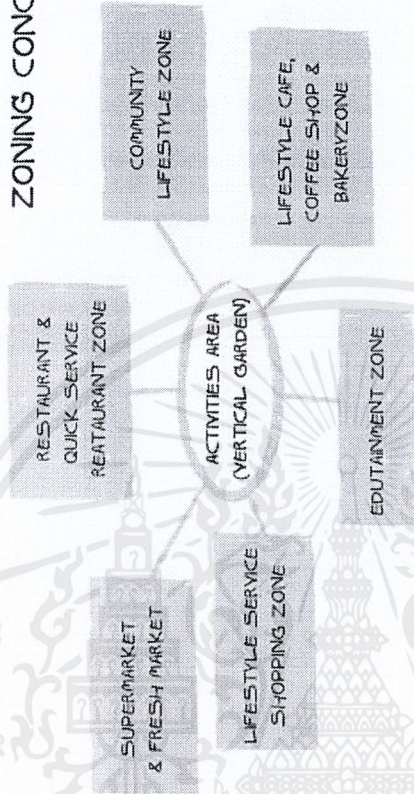 ZONING CONC
RESTAURANT &
QUICK SERVICE
REATAURANT ZONE
SUPERMARKET
& FRESH MARKET
COMMUNITY
LIFESTYLE ZONE
ACTIVITIES AREA
(VERTICAL GARDEN)
LIFESTYLE SERVICE
SHOPPING ZONE
LIFESTYLE CAFE,
COFFEE SHOP &
BAKERYZONE
EDUTAINMENT ZONE